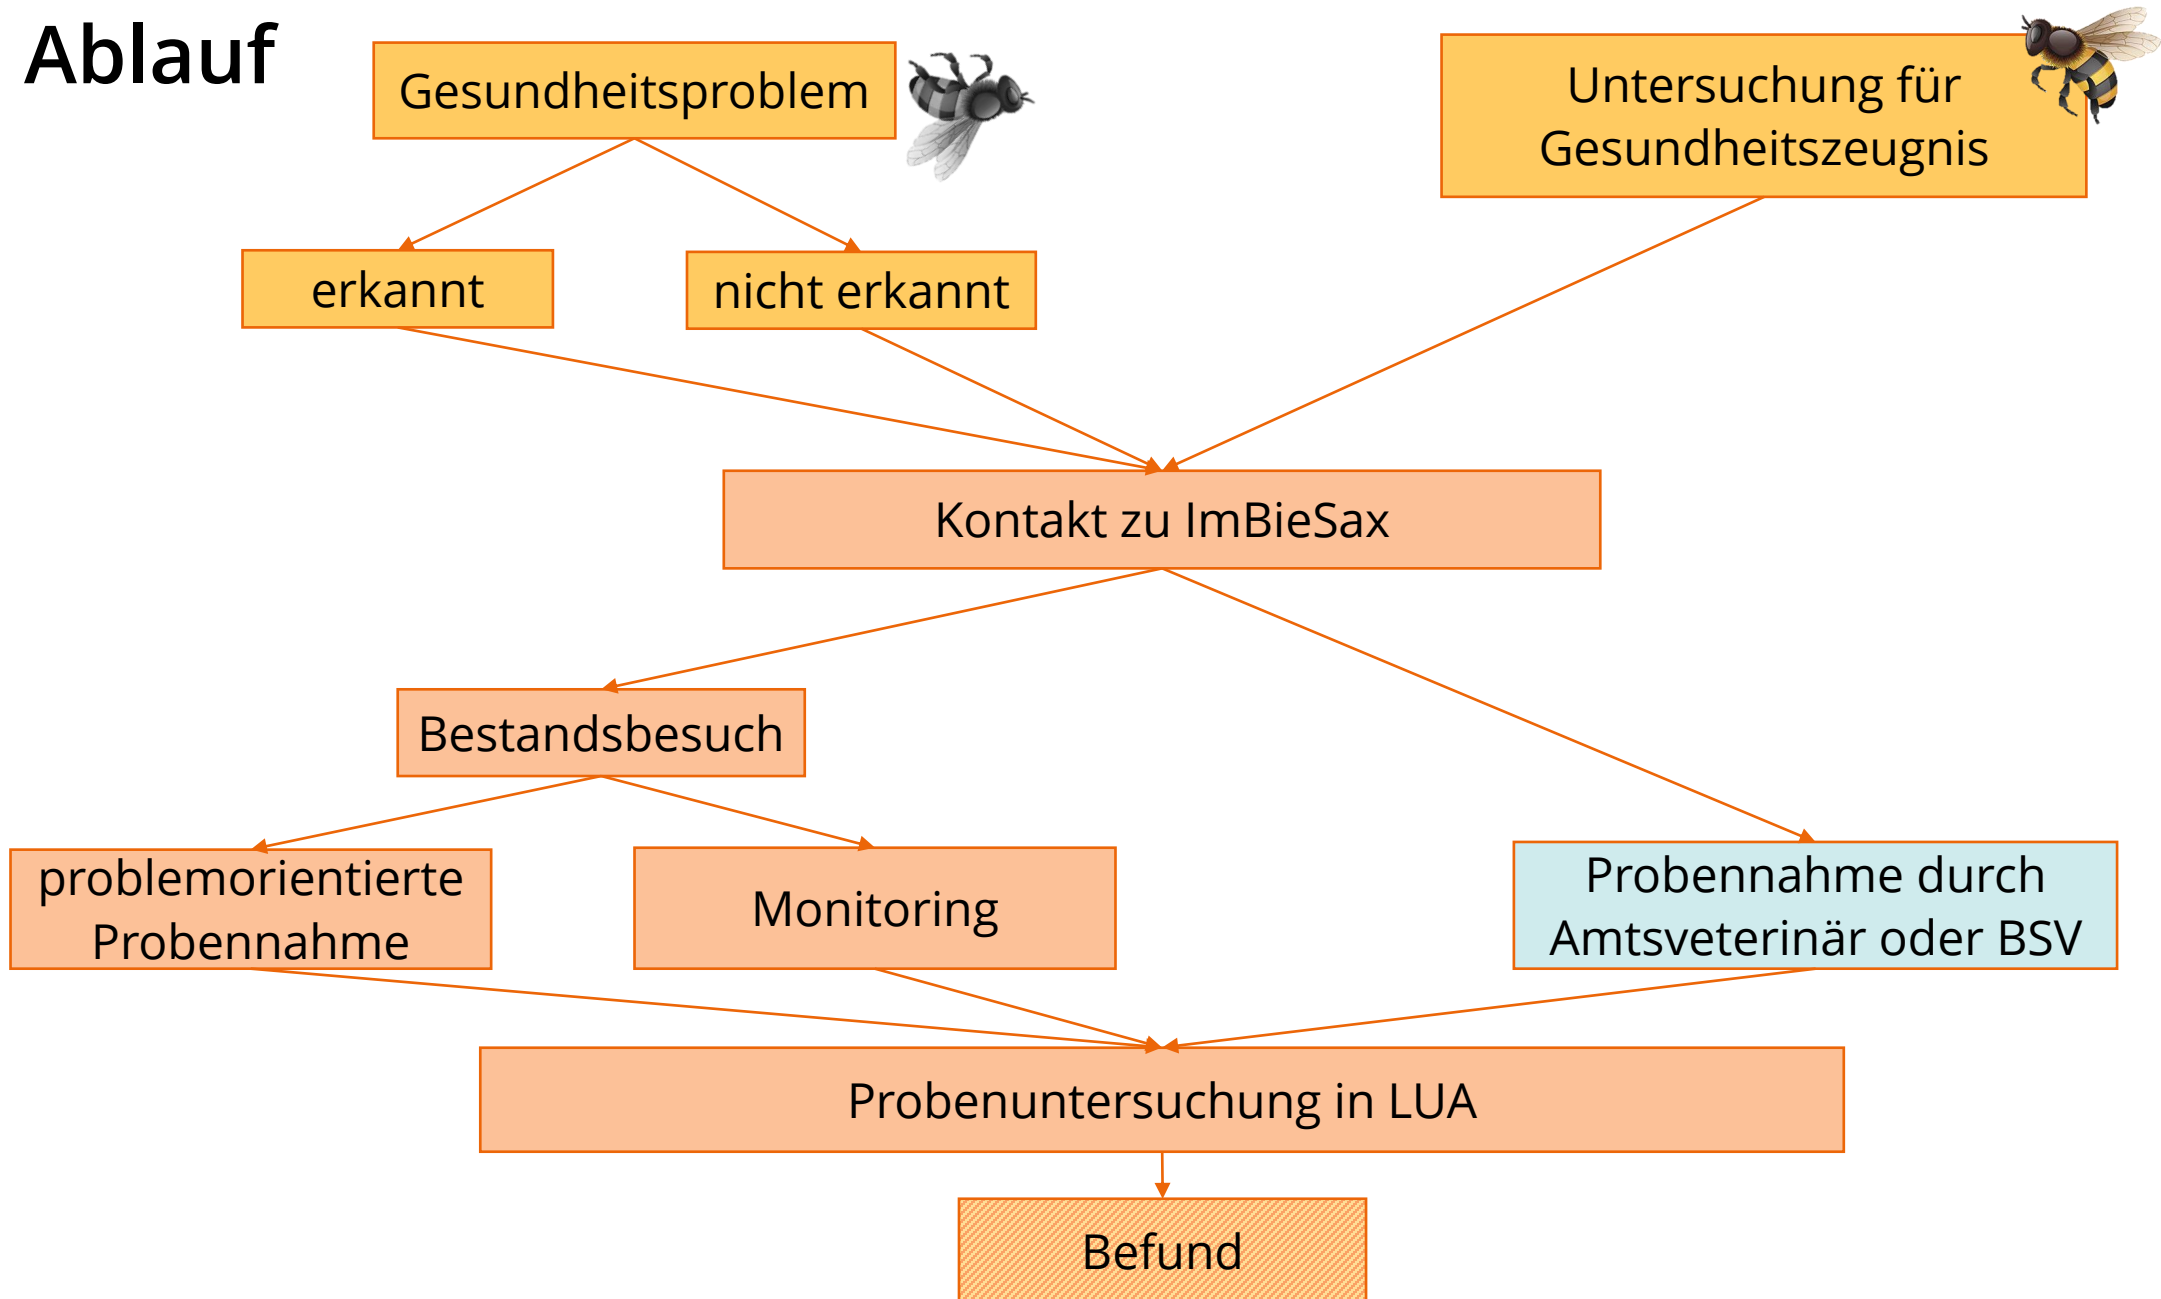 Ablauf
Gesundheitsproblem
Untersuchung für
Gesundheitszeugnis
erkannt
nicht erkannt
Kontakt zu ImBieSax
Bestandsbesuch
problemorientierte
Probennahme
Monitoring
Probennahme durch
Amtsveterinär oder BSV
Probenuntersuchung in LUA
Befund